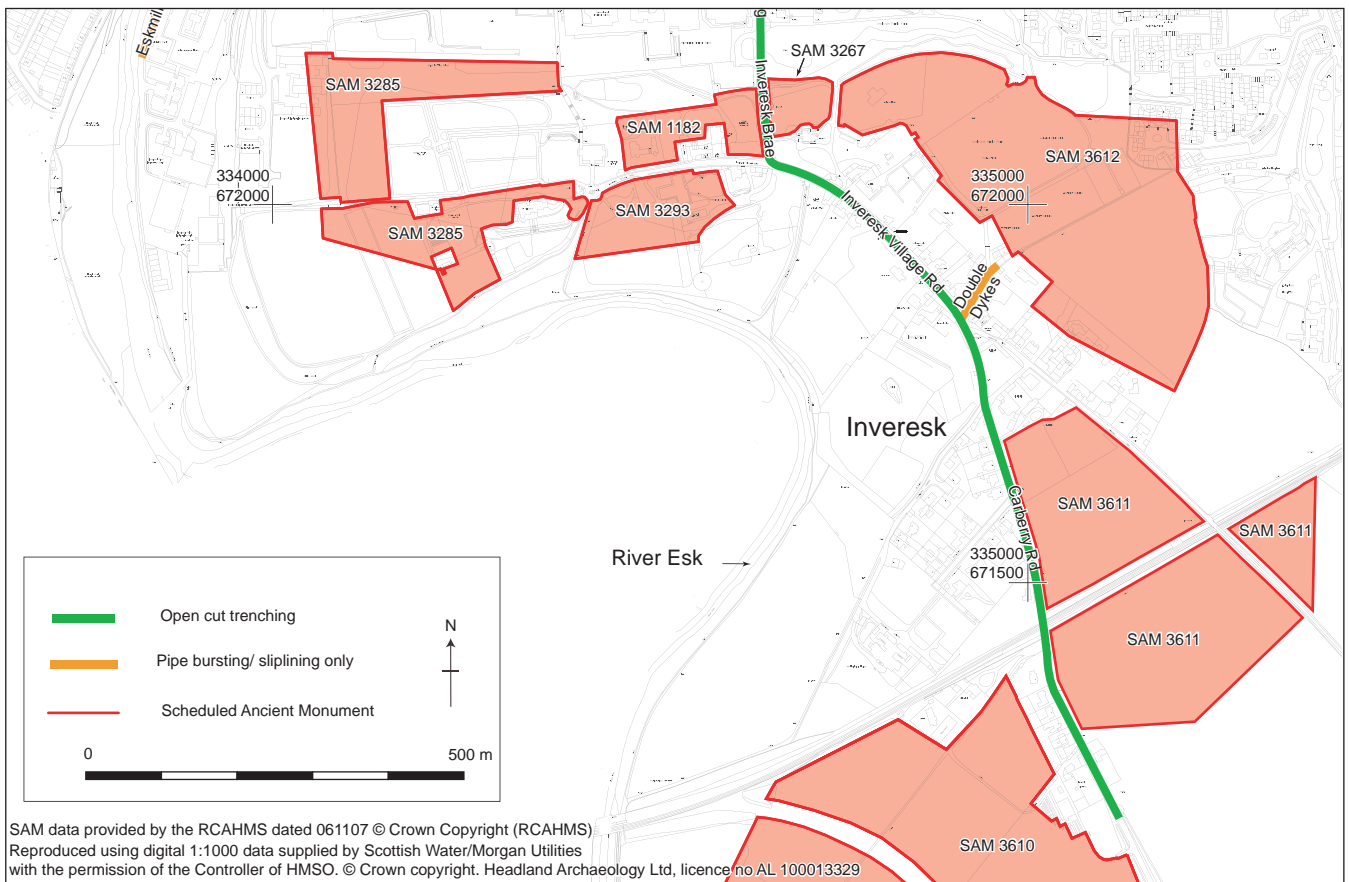 Eskmill
SAM 3267
SAM 3285
Inveresk Brae
SAM 1182
SAM 3612
334000
672000
335000
672000
SAM 3293
SAM 3285
Inveresk Village Rd
Double
Dykes
Inveresk
SAM 3611
Carberry Rd
SAM 3611
335000
671500
River Esk
SAM 3611
Open cut trenching
N
Pipe bursting/ sliplining only
Scheduled Ancient Monument
0
500 m
SAM 3610
SAM data provided by the RCAHMS dated 061107 © Crown Copyright (RCAHMS)
Reproduced using digital 1:1000 data supplied by Scottish Water/Morgan Utilities
with the permission of the Controller of HMSO. © Crown copyright. Headland Archaeology Ltd, licence no AL 100013329